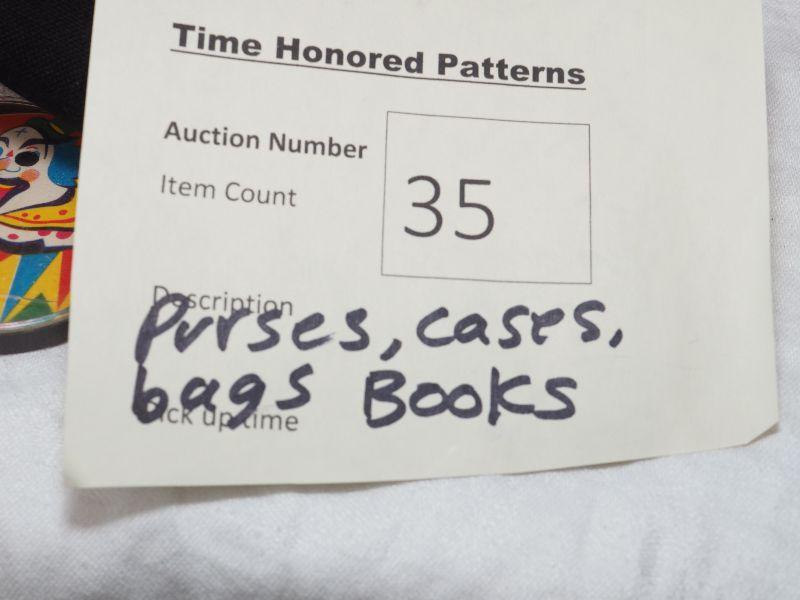 Time Honored Patterns
Auction Number
35
Item Count
Description
Purses, cases,
bags Books
Pick up time